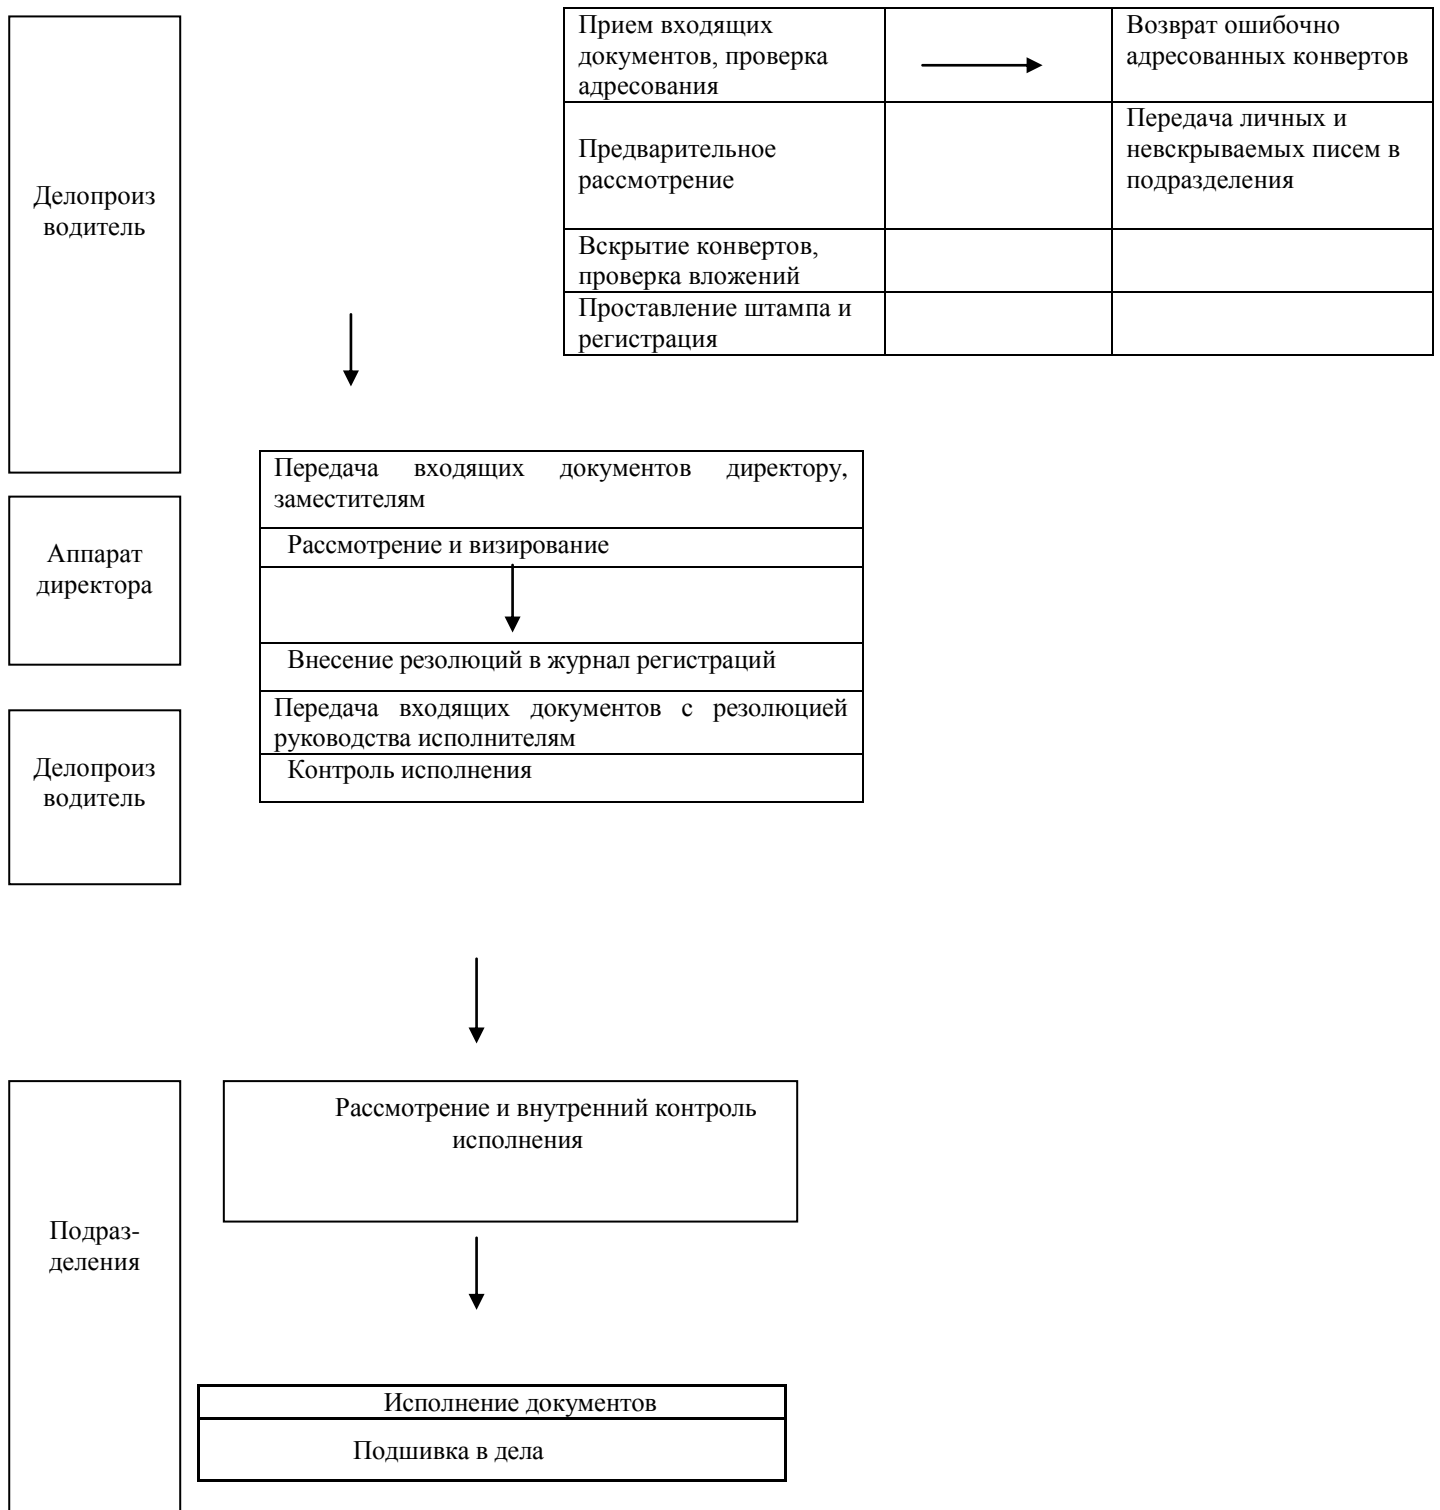 Прием входящих
документов, проверка
адресования
Возврат ошибочно
адресованных конвертов
Предварительное
рассмотрение
Передача личных и
невскрываемых писем в
подразделения
Делопроиз
водитель
Вскрытие конвертов,
проверка вложений
Проставление штампа и
регистрация
Передача входящих документов директору,
заместителям
Аппарат
директора
Рассмотрение и визирование
Внесение резолюций в журнал регистраций
Делопроиз
водитель
Передача входящих документов с резолюцией
руководства исполнителям
Контроль исполнения
Подраз-
деления
Рассмотрение и внутренний контроль
исполнения
Исполнение документов
Подшивка в дела